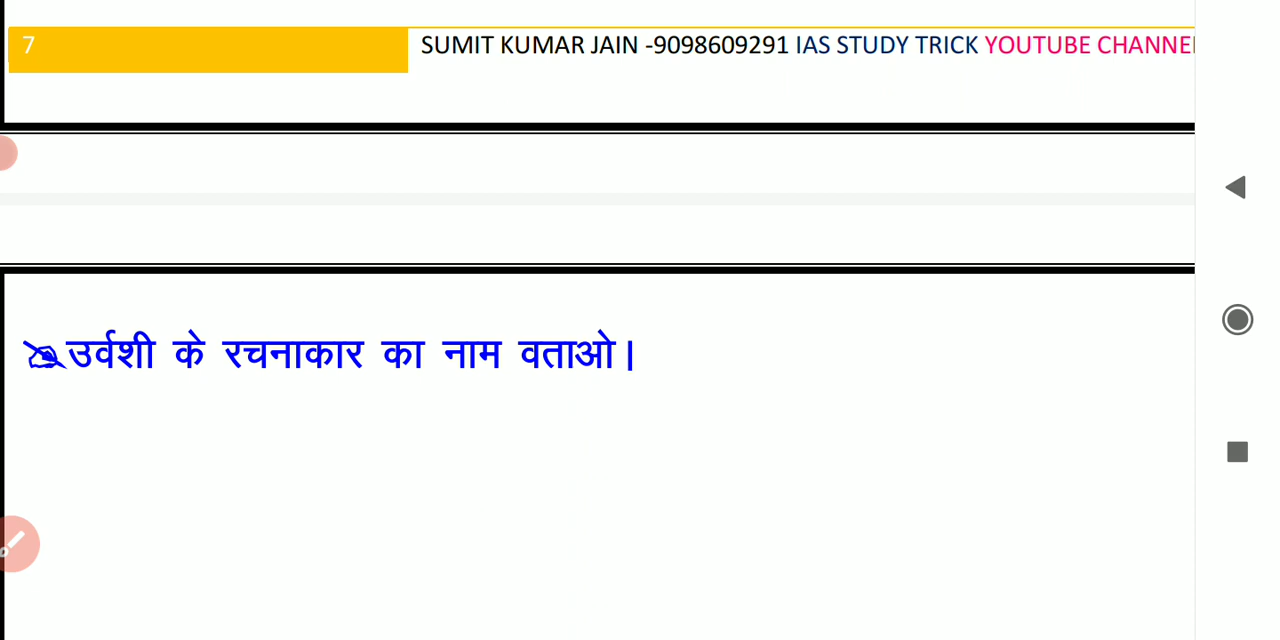 7
SUMIT KUMAR JAIN -9098609291 IAS STUDY TRICK YOUTUBE CHANNE
उर्वशी के रचनाकार का नाम वताओ।